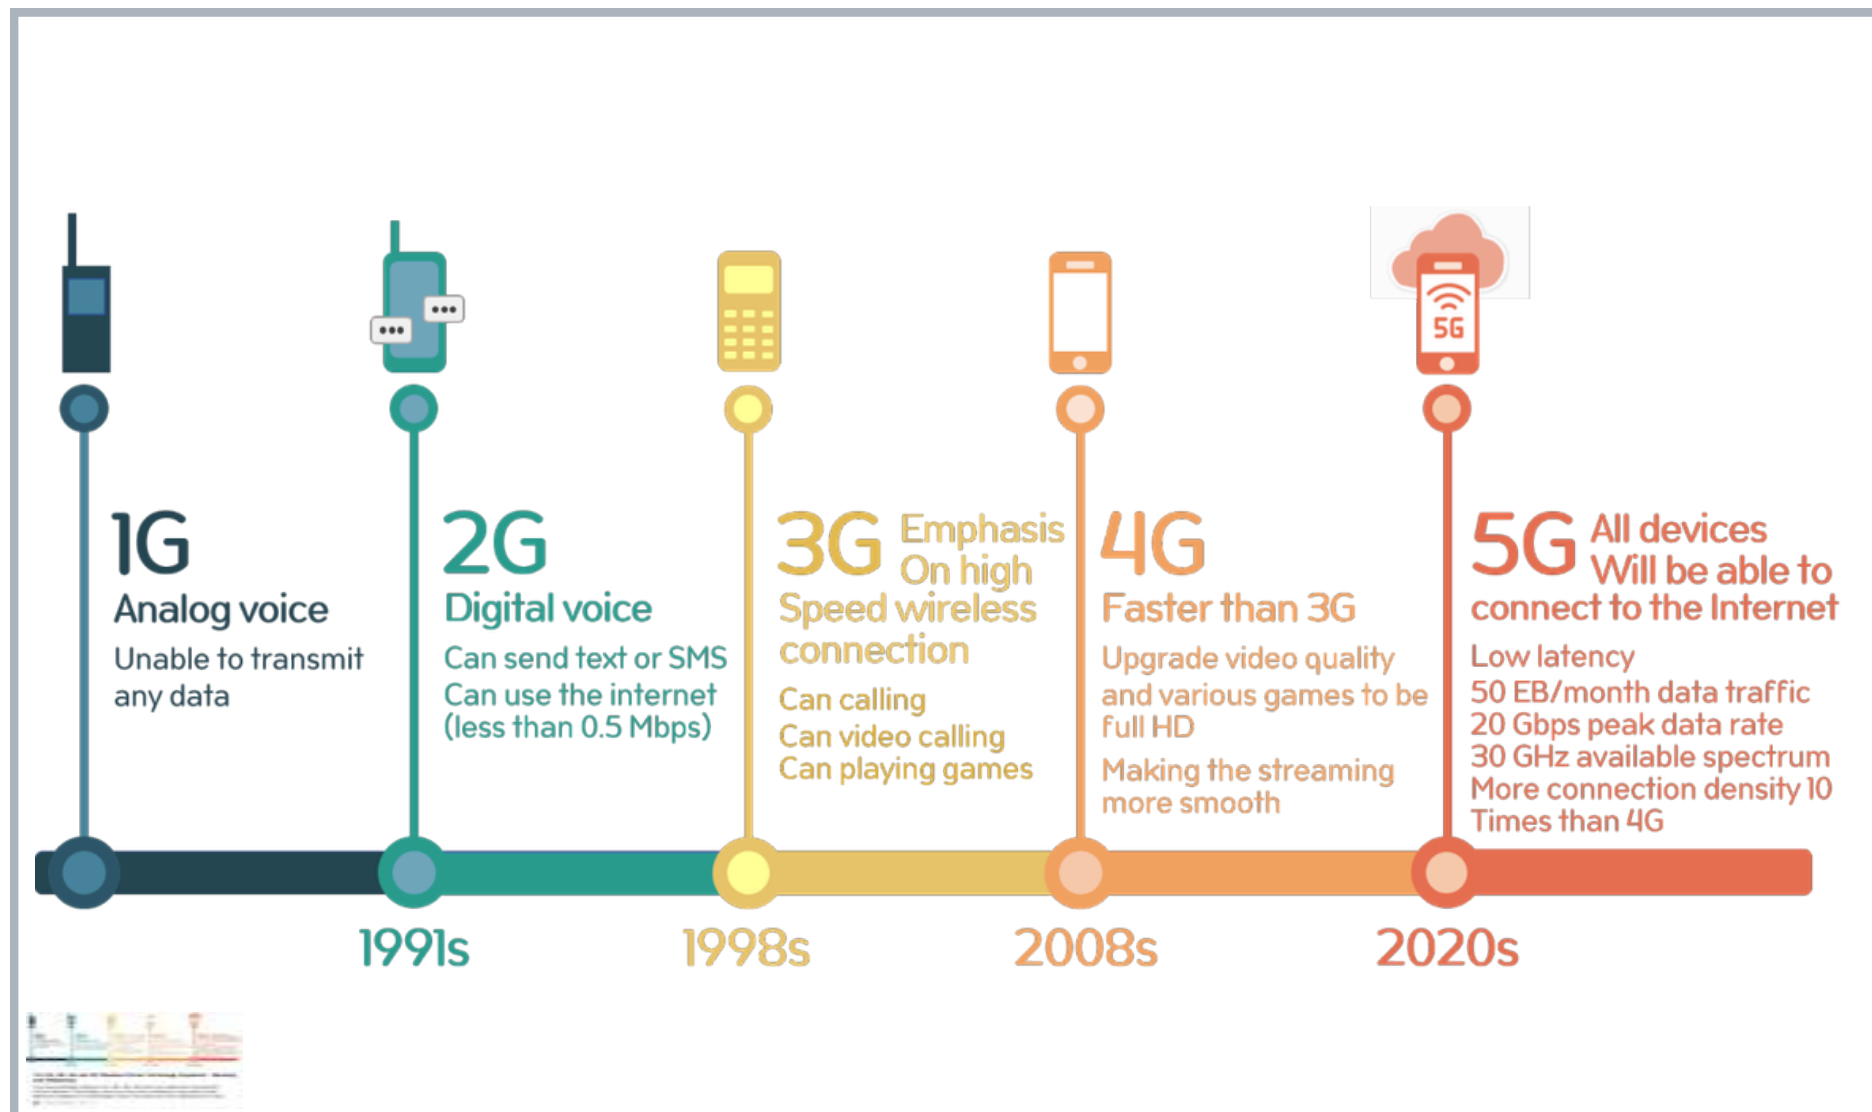 5G
1G
Analog voice
Unable to transmit
any data
2G
Digital voice
Can send text or SMS
Can use the internet
(less than 0.5 Mbps)
3G Emphasis
On high
Speed wireless
connection
Can calling
Can video calling
Can playing games
4G
Faster than 3G
Upgrade video quality
and various games to be
full HD
Making the streaming
more smooth
5G All devices
Will be able to
connect to the Internet
Low latency
50 EB/month data traffic
20 Gbps peak data rate
30 GHz available spectrum
More connection density 10
Times than 4G
1991s
1998s
2008s
2020s